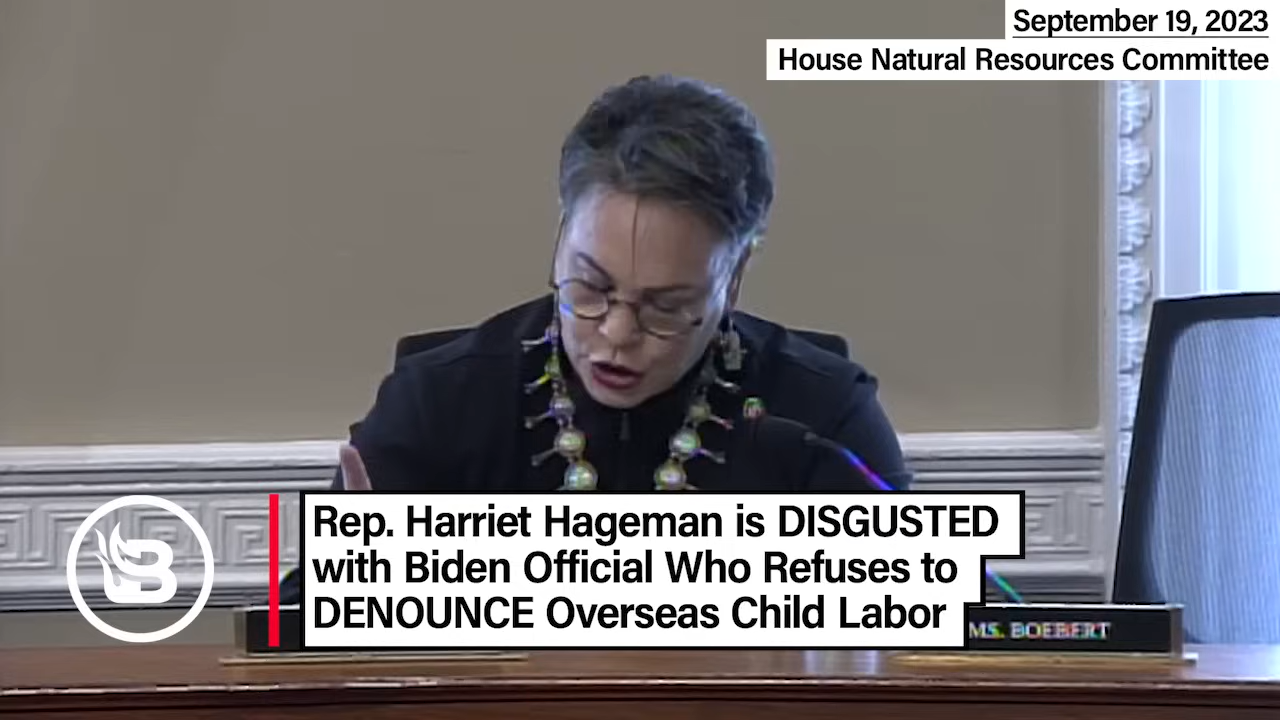 September 19, 2023
House Natural Resources Committee
Rep. Harriet Hageman is DISGUSTED
with Biden Official Who Refuses to
DENOUNCE Overseas Child Labor
B
MS. BOEBERT